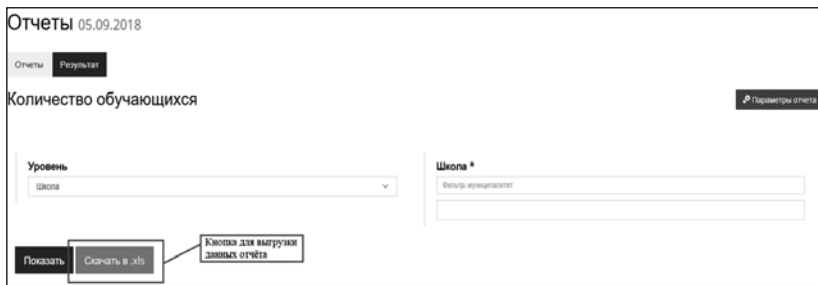 Отчеты 05.09.2018
Отчеты Результат
Количество обучающихся
Параметры отчета
Уровень
Школа
Школа *
Фильтр. муниципалитет
Показать Скачать в .xls
Кнопка для выгрузки
данных отчёта